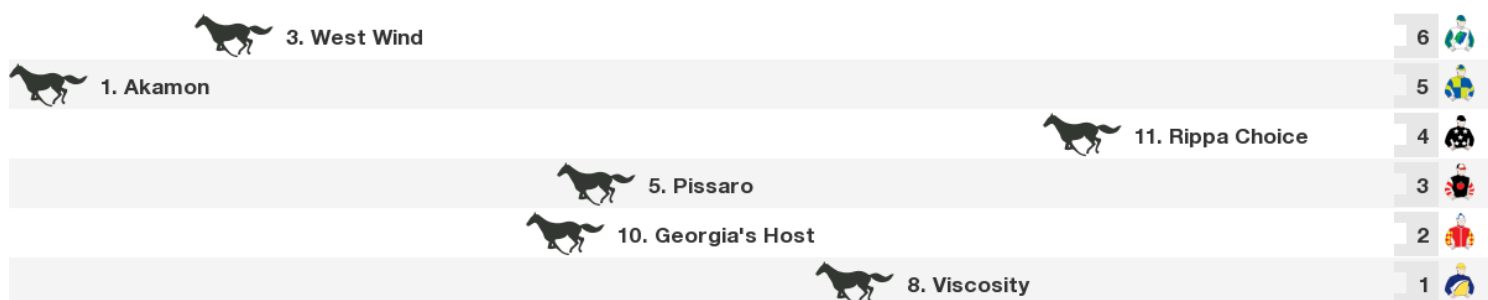 3. West Wind 6
1. Akamon 5
11. Rippa Choice 4
5. Pissaro 3
10. Georgia's Host 2
8. Viscosity 1